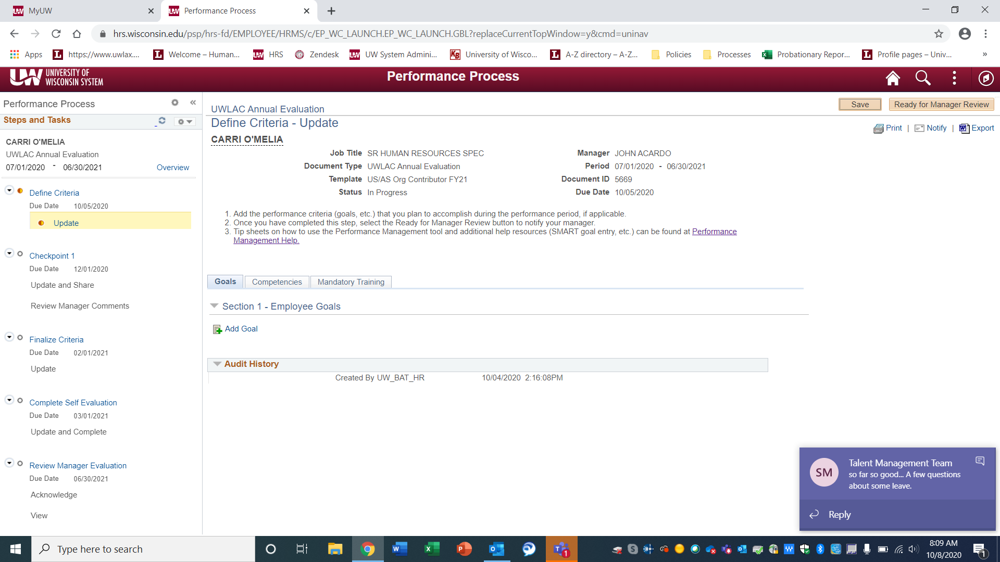 MyUW
Performance Process
hrs.wisconsin.edu/psp/hrs-fd/EMPLOYEE/HRMS/c/EP_WC_LAUNCH.EP_WC_LAUNCH.GBL?replaceCurrentTopWindow=y&cmd=uninav
Apps
https://www.uwlax....
Welcome – Human...
HRS
Zendesk
UW System Admini...
University of Wisco...
A-Z directory – A-Z...
Policies
Processes
Probationary Repor...
Profile pages – Univ...
»
UW UNIVERSITY OF
WISCONSIN SYSTEM
Performance Process
Performance Process
Steps and Tasks
CARRI O'MELIA
UWLAC Annual Evaluation
07/01/2020 - 06/30/2021 Overview
Define Criteria
Due Date 10/05/2020
Update
Checkpoint 1
Due Date 12/01/2020
Update and Share
Review Manager Comments
Finalize Criteria
Due Date 02/01/2021
Update
Complete Self Evaluation
Due Date 03/01/2021
Update and Complete
Review Manager Evaluation
Due Date 06/30/2021
Acknowledge
View
UWLAC Annual Evaluation
Save
Ready for Manager Review
Define Criteria - Update
Print | Notify | Export
CARRI O'MELIA
Job Title SR HUMAN RESOURCES SPEC Manager JOHN ACARDO
Document Type UWLAC Annual Evaluation Period 07/01/2020 - 06/30/2021
Template US/AS Org Contributor FY21 Document ID 5669
Status In Progress Due Date 10/05/2020
1. Add the performance criteria (goals, etc.) that you plan to accomplish during the performance period, if applicable.
2. Once you have completed this step, select the Ready for Manager Review button to notify your manager.
3. Tip sheets on how to use the Performance Management tool and additional help resources (SMART goal entry, etc.) can be found at Performance
Management Help.
Goals
Competencies
Mandatory Training
Section 1 - Employee Goals
Add Goal
Audit History
Created By UW_BAT_HR 10/04/2020 2:16:08PM
SM
Talent Management Team
so far so good... A few questions
about some leave.
Reply
Type here to search
8:09 AM
10/8/2020
1
1